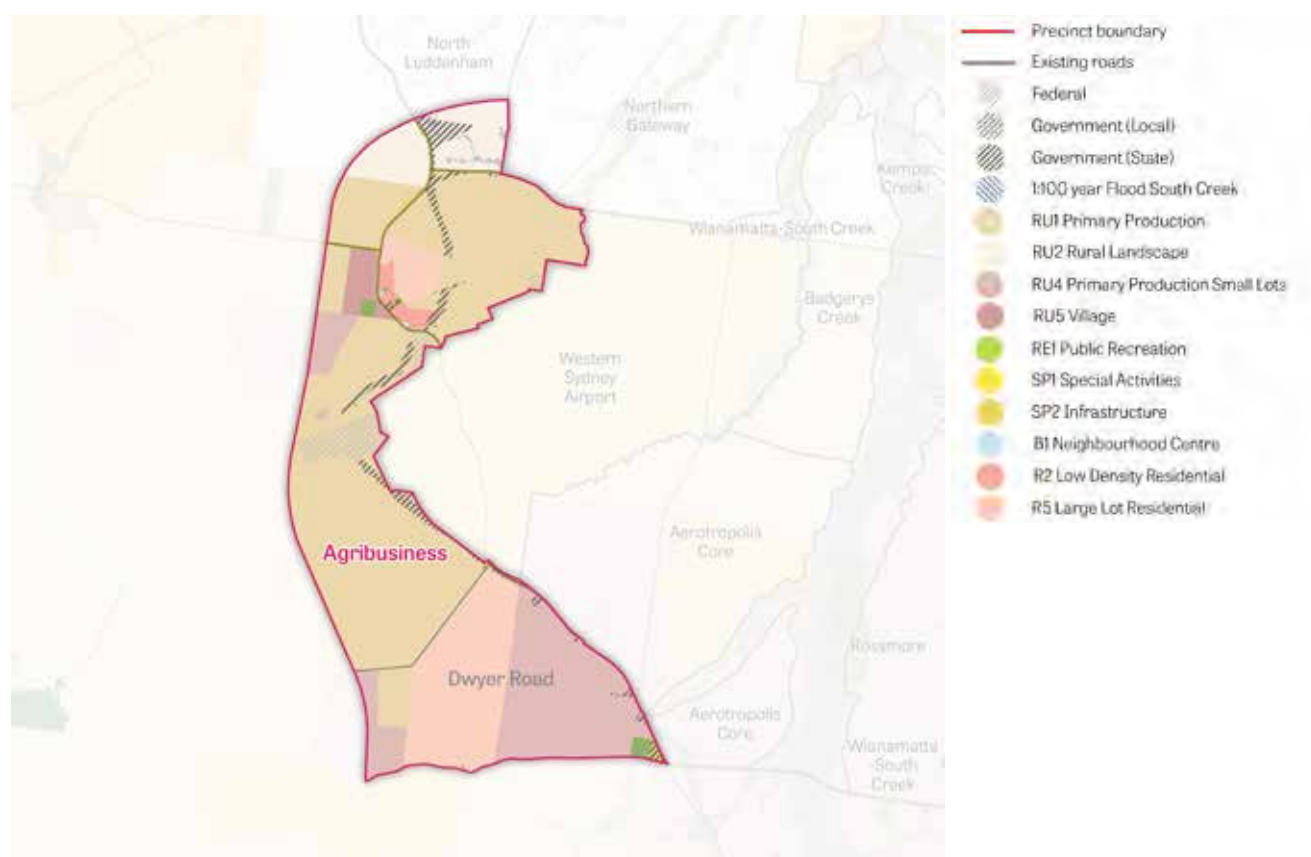 North
Luddenham
Northern
Gateway
Kemps
Creek
Wianamatta-South Creek
Badgerys
Creek
Western
Sydney
Airport
Aerotropolis
Core
Agribusiness
Rossmore
Dwyer Road
Aerotropolis
Core
Wianamatta
-South
Creek
Precinct boundary
Existing roads
Federal
Government (Local)
Government (State)
1:100 year Flood South Creek
RU1 Primary Production
RU2 Rural Landscape
RU4 Primary Production Small Lots
RU5 Village
RE1 Public Recreation
SP1 Special Activities
SP2 Infrastructure
B1 Neighbourhood Centre
R2 Low Density Residential
R5 Large Lot Residential